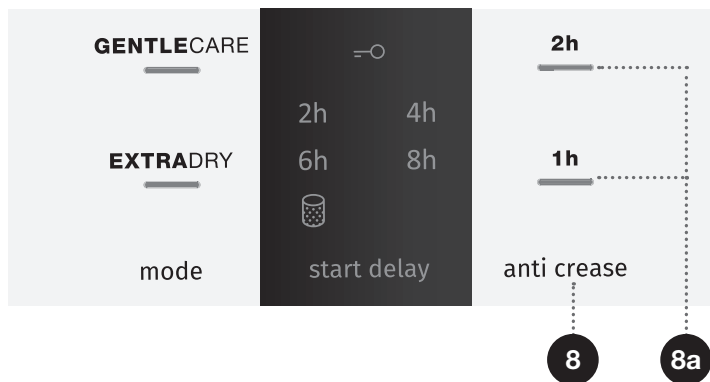 GENTLECARE
EXTRADRY
mode
2h 4h
6h 8h
start delay
2h
1h
anti crease
8 8a